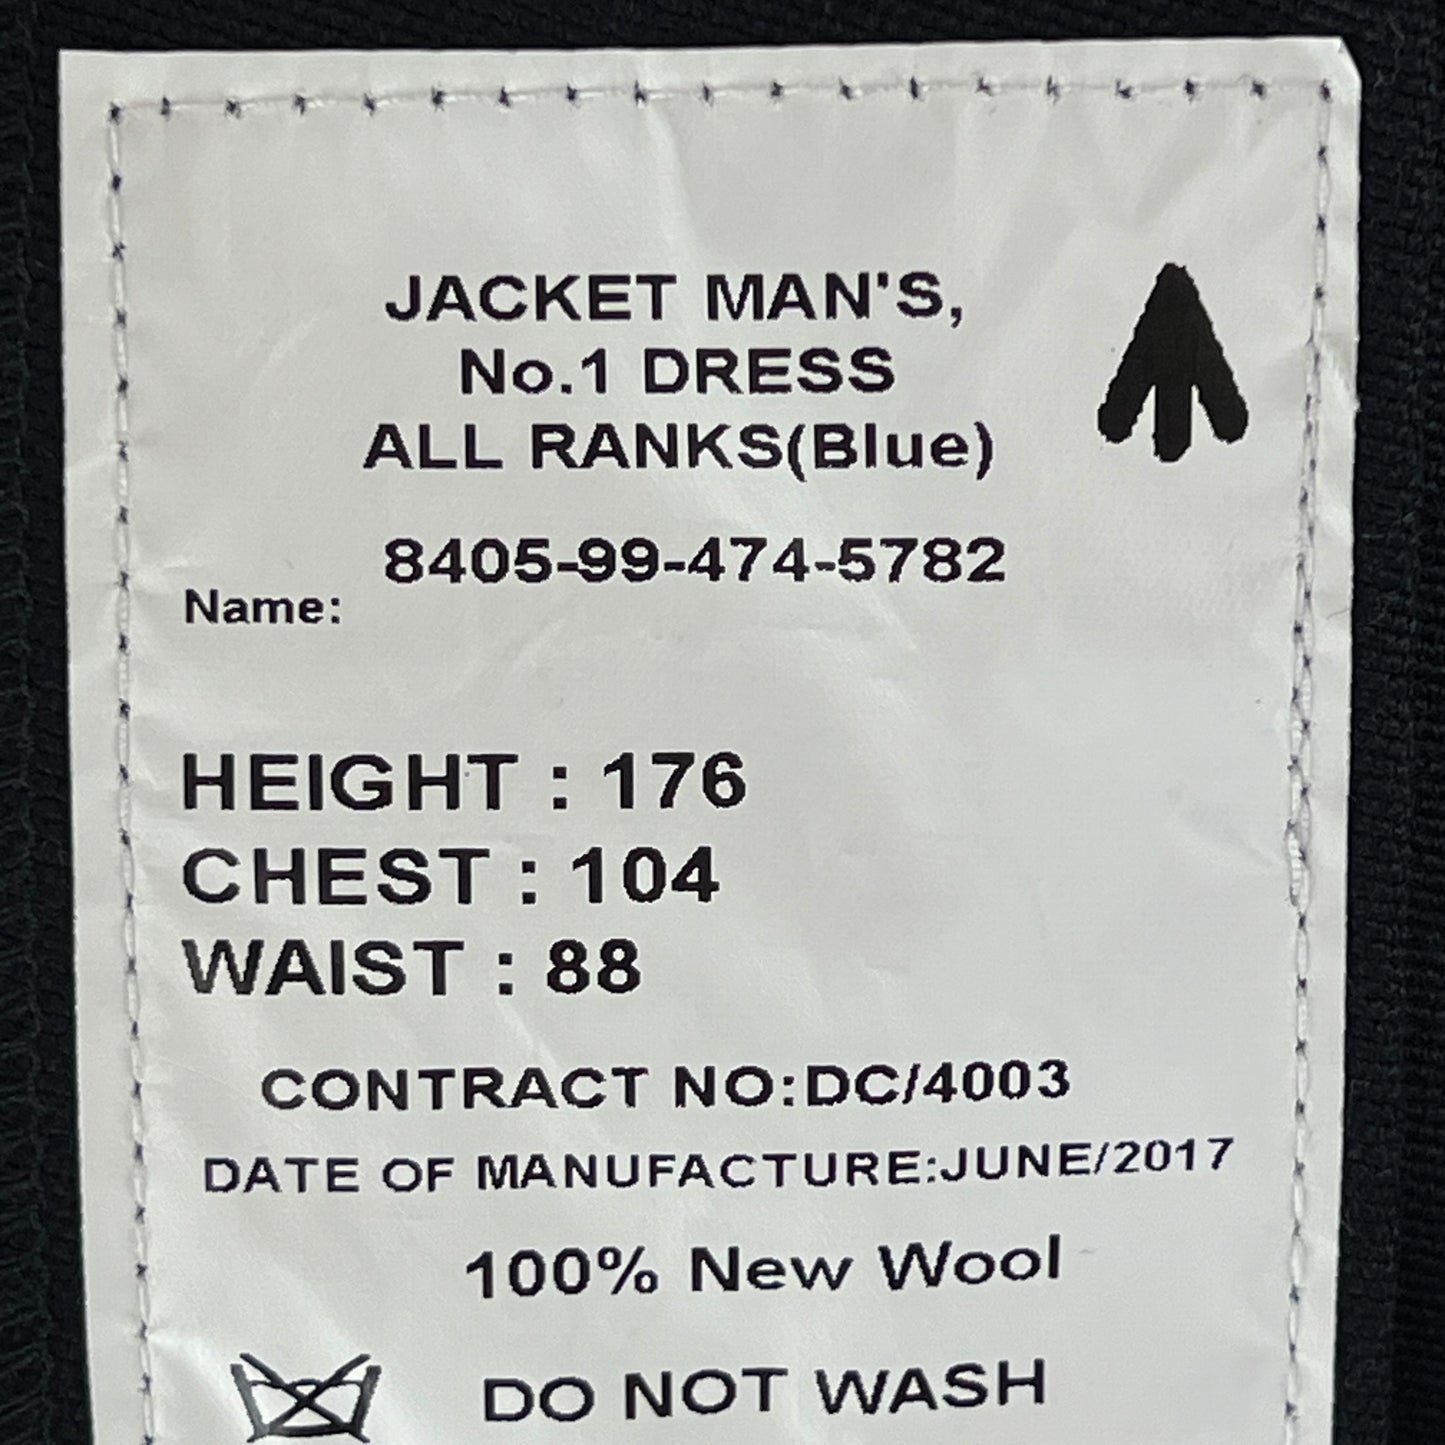 JACKET MAN'S,
No.1 DRESS
ALL RANKS(Blue)
8405-99-474-5782
Name:
HEIGHT : 176
CHEST : 104
WAIST : 88
CONTRACT NO:DC/4003
DATE OF MANUFACTURE:JUNE/2017
100% New Wool
DO NOT WASH